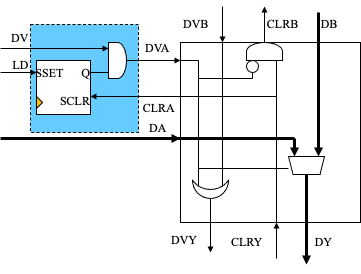 DVB
CLRB
DB
DV
DVA
LD
SSET
Q
SCLR
CLRA
DA
DVY
CLRY
DY